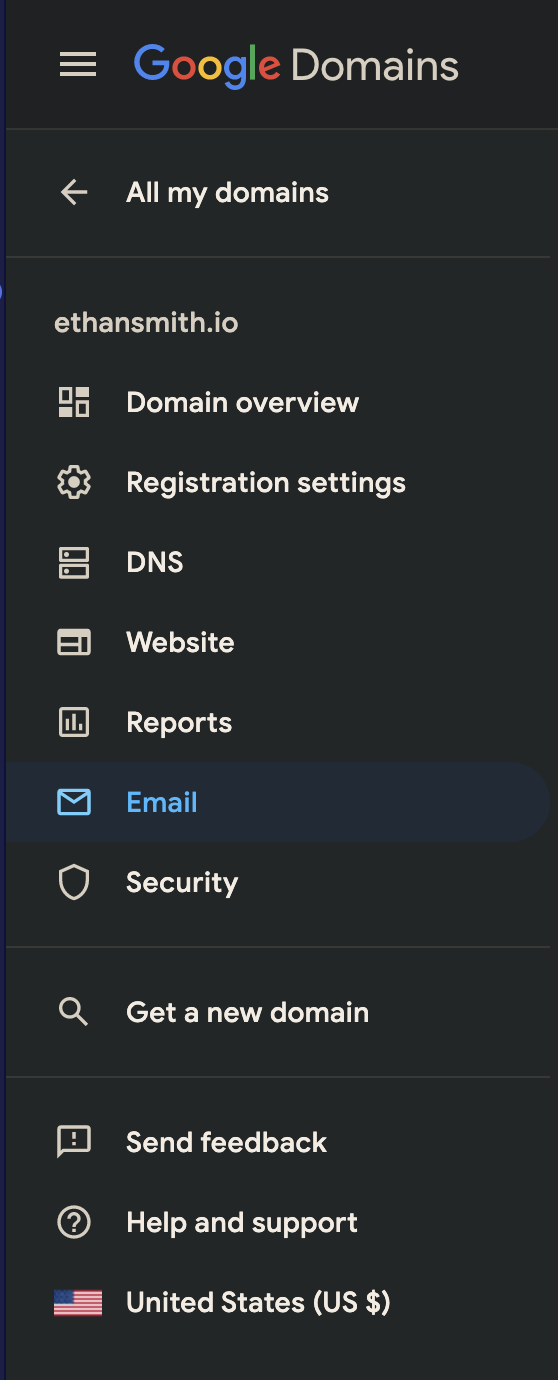 Google Domains
All my domains
ethansmith.io
Domain overview
Registration settings
DNS
Website
Reports
Email
Security
Get a new domain
Send feedback
Help and support
United States (US $)